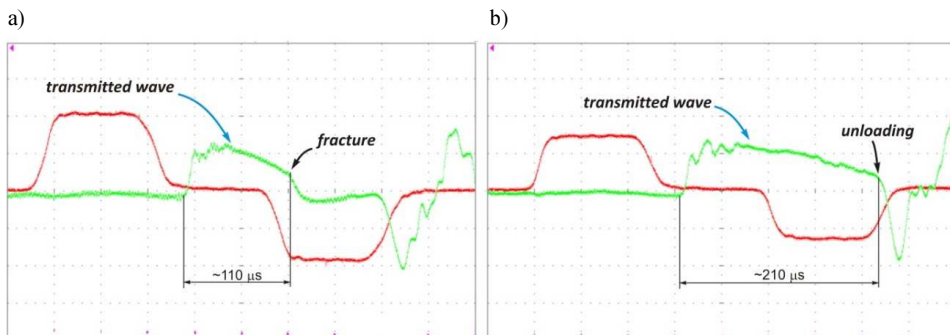 a)
transmitted wave
fracture
~110 µs
b)
transmitted wave
unloading
~210 µs